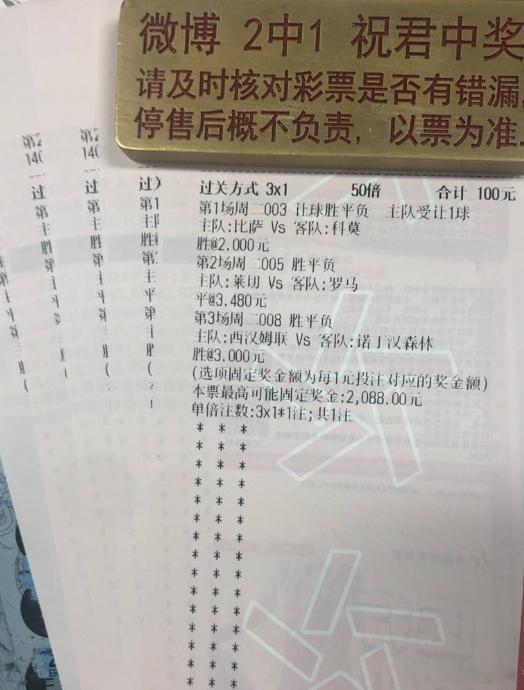 微博 2中1 祝君中奖
请及时核对彩票是否有错漏.
停售后概不负责，以票为准.
过关方式 3x1 50倍 合计 100元
第1场周二003 让球胜平负 主队受让1球
主队:比萨 Vs 客队:科莫
胜@2.000元
第2场周二005 胜平负
主队:莱切 Vs 客队:罗马
平@3.480元
第3场周二008 胜平负
主队:西汉姆联 Vs 客队:诺丁汉森林
胜@3.000元
(选项固定奖金额为每1元投注对应的奖金额)
本票最高可能固定奖金:2,088.00元
单倍注数:3x1*1注;共1注
* * *
* * *
* * *
* * *
* * *
* * *
* * *
* * *
* * *
* * *
* * *
* * *
* * *
* * *